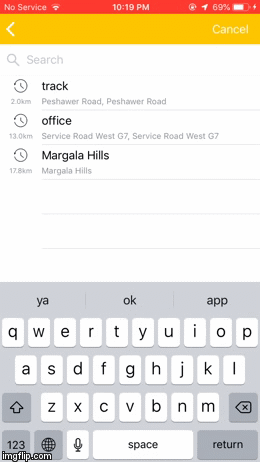 No Service 10:19 PM 69%
Cancel
Search
track
2.0km Peshawer Road, Peshawer Road
office
13.0km Service Road West G7, Service Road West G7
Margala Hills
17.8km Margala Hills
ya ok app
q w e r t y u i o p
a s d f g h j k l
z x c v b n m
123 space return
imgflip.com